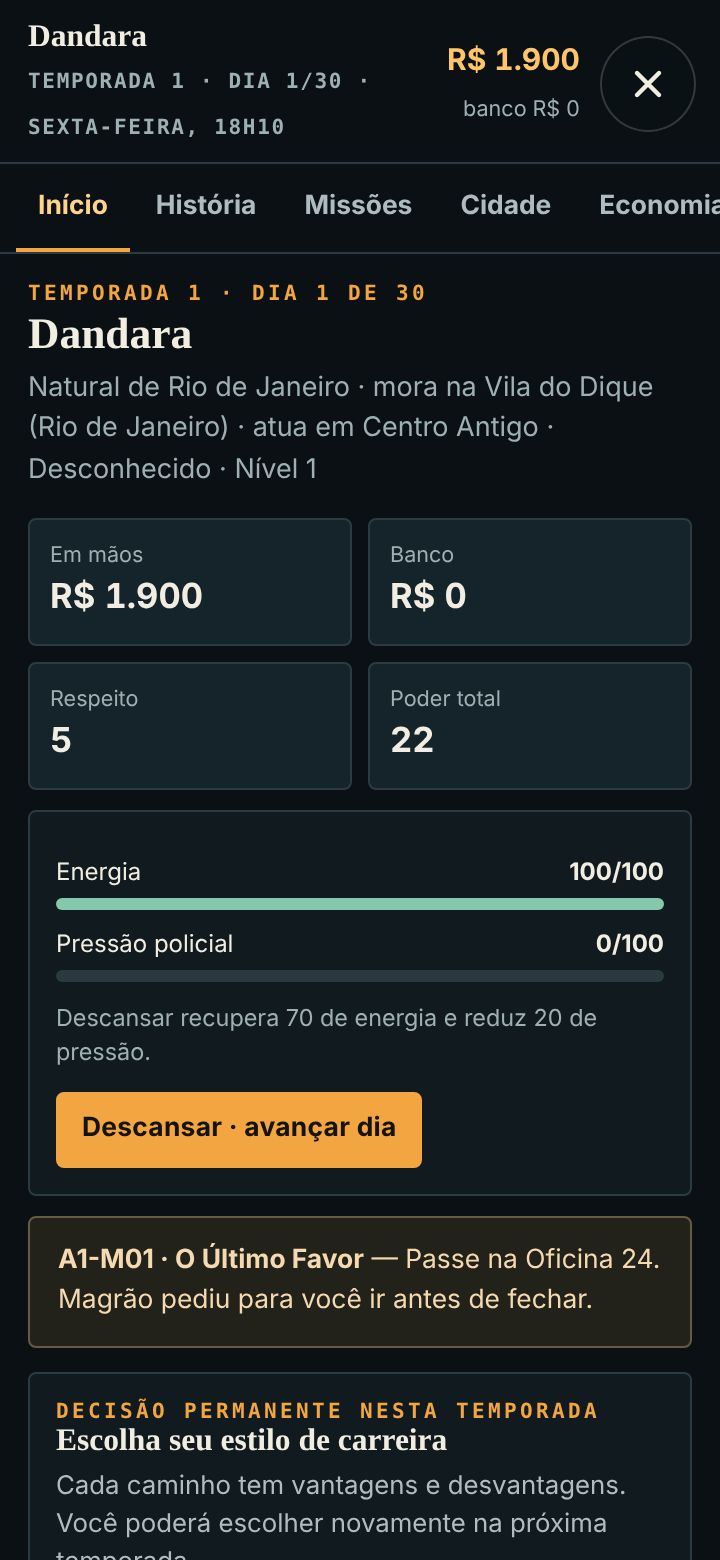 Dandara
TEMPORADA 1 · DIA 1/30 ·
SEXTA-FEIRA, 18H10
R$ 1.900
banco R$ 0
Início História Missões Cidade Economia
TEMPORADA 1 · DIA 1 DE 30
Dandara
Natural de Rio de Janeiro · mora na Vila do Dique
(Rio de Janeiro) · atua em Centro Antigo ·
Desconhecido · Nível 1
Em mãos
R$ 1.900
Banco
R$ 0
Respeito
5
Poder total
22
Energia 100/100
Pressão policial 0/100
Descansar recupera 70 de energia e reduz 20 de
pressão.
Descansar · avançar dia
A1-M01 · O Último Favor — Passe na Oficina 24.
Magrão pediu para você ir antes de fechar.
DECISÃO PERMANENTE NESTA TEMPORADA
Escolha seu estilo de carreira
Cada caminho tem vantagens e desvantagens.
Você poderá escolher novamente na próxima
temporada.